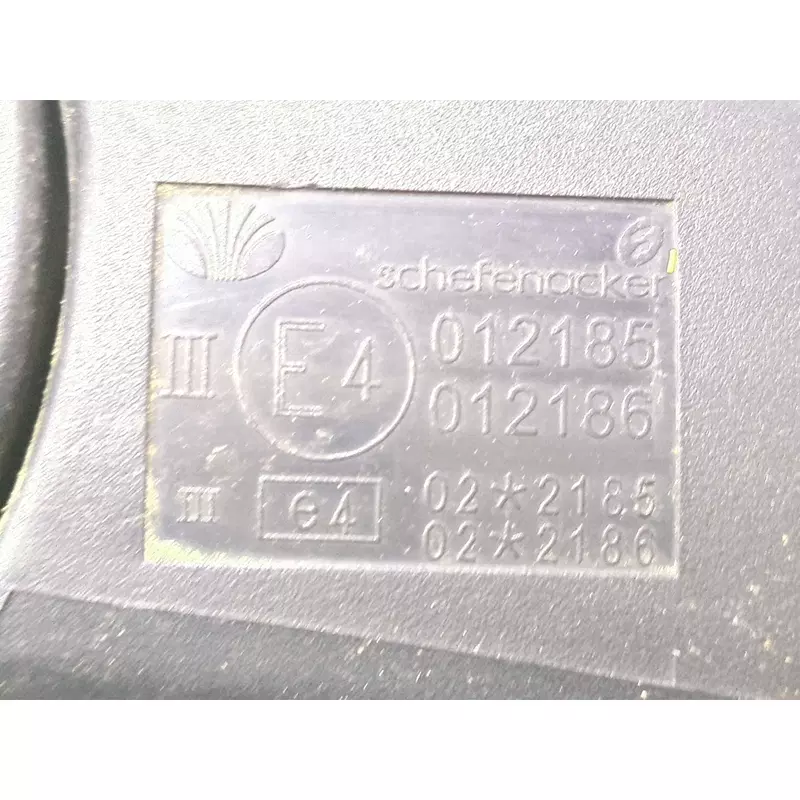 schefenacker
III E4 012185
012186
III e4 02*2185
02*2186